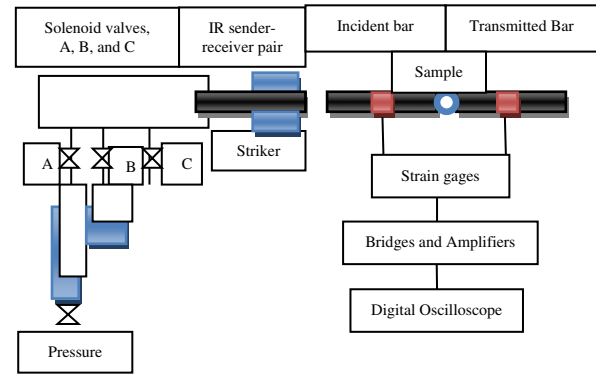 Solenoid valves,
A, B, and C
IR sender-
receiver pair
Incident bar
Transmitted Bar
Sample
Striker
A
B
C
Strain gages
Bridges and Amplifiers
Digital Oscilloscope
Pressure